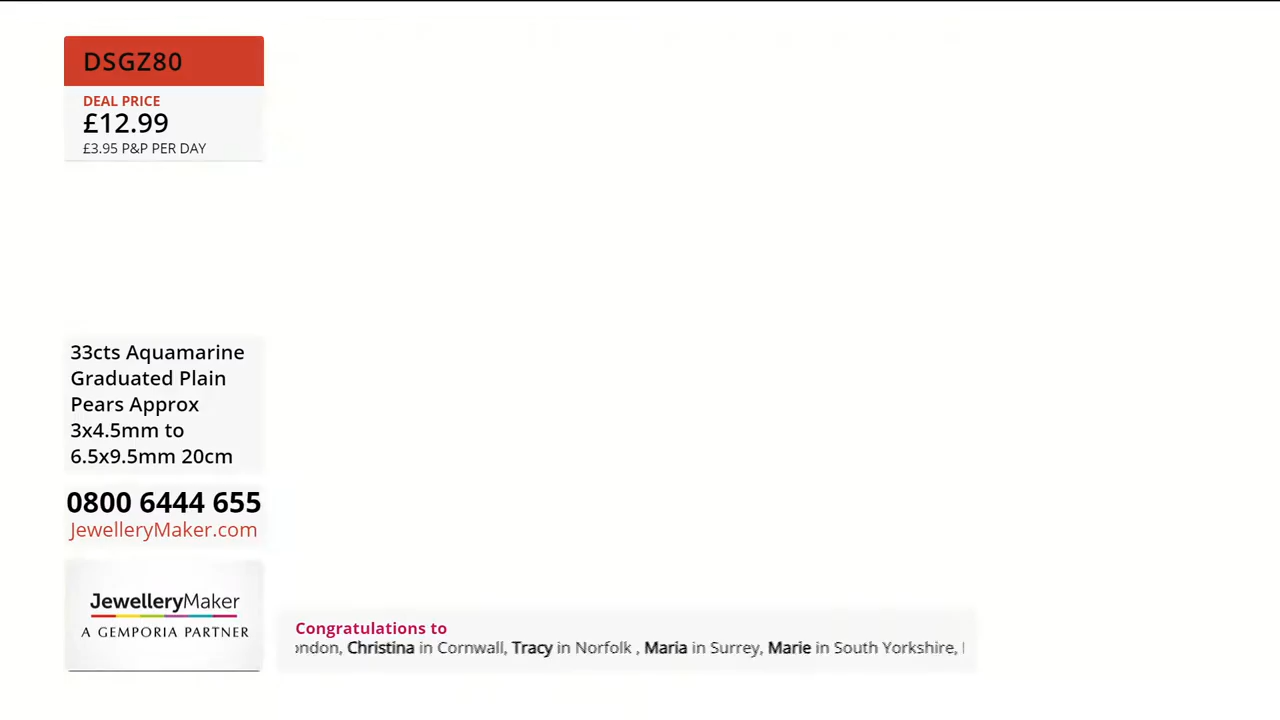 DSGZ80
DEAL PRICE
£12.99
£3.95 P&P PER DAY
33cts Aquamarine
Graduated Plain
Pears Approx
3x4.5mm to
6.5x9.5mm 20cm
0800 6444 655
JewelleryMaker.com
JewelleryMaker
A GEMPORIA PARTNER
Congratulations to
Christina in Cornwall, Tracy in Norfolk , Maria in Surrey, Marie in South Yorkshire,